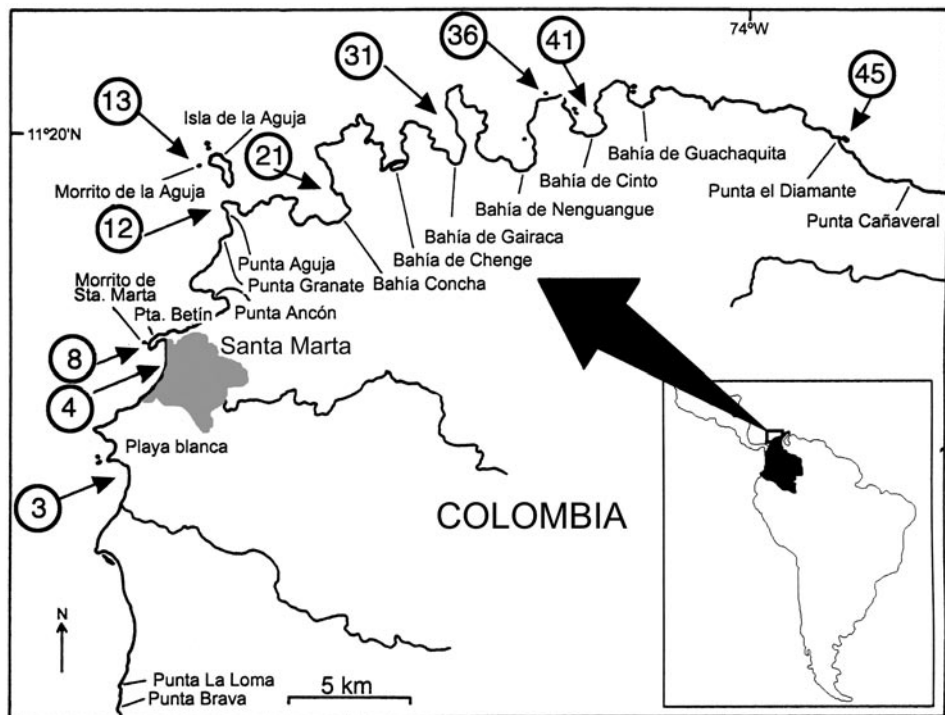 74°W
36
41
31
45
13
Isla de la Aguja
11°20'N
21
Bahía de Guachaquita
Morrito de la Aguja
Bahía de Cinto
Punta el Diamante
12
Bahía de Nenguangue
Punta Cañaveral
Bahía de Gairaca
Punta Aguja
Bahía de Chenge
Morrito de
Sta. Marta
Punta Granate
Bahía Concha
Pta. Betín
Punta Ancón
8
Santa Marta
4
Playa blanca
3
COLOMBIA
N
Punta La Loma
5 km
Punta Brava